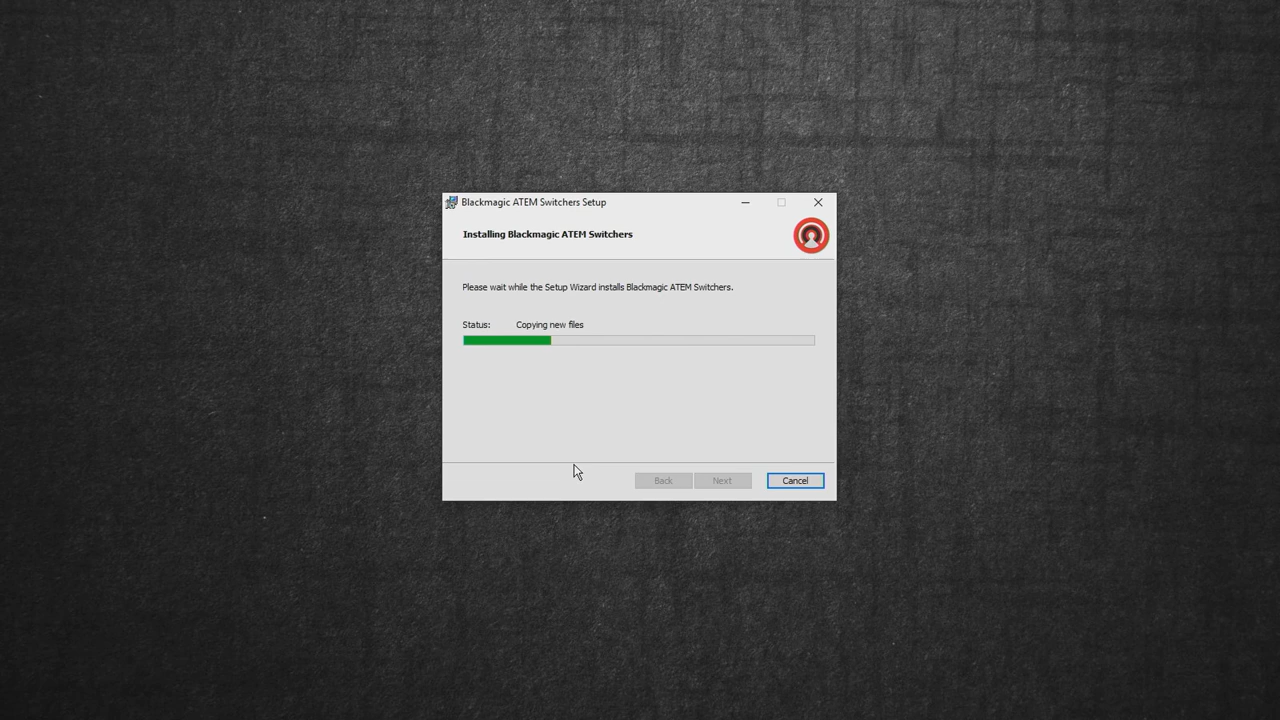 Blackmagic ATEM Switchers Setup
Installing Blackmagic ATEM Switchers
Please wait while the Setup Wizard installs Blackmagic ATEM Switchers.
Status: Copying new files
Back Next Cancel